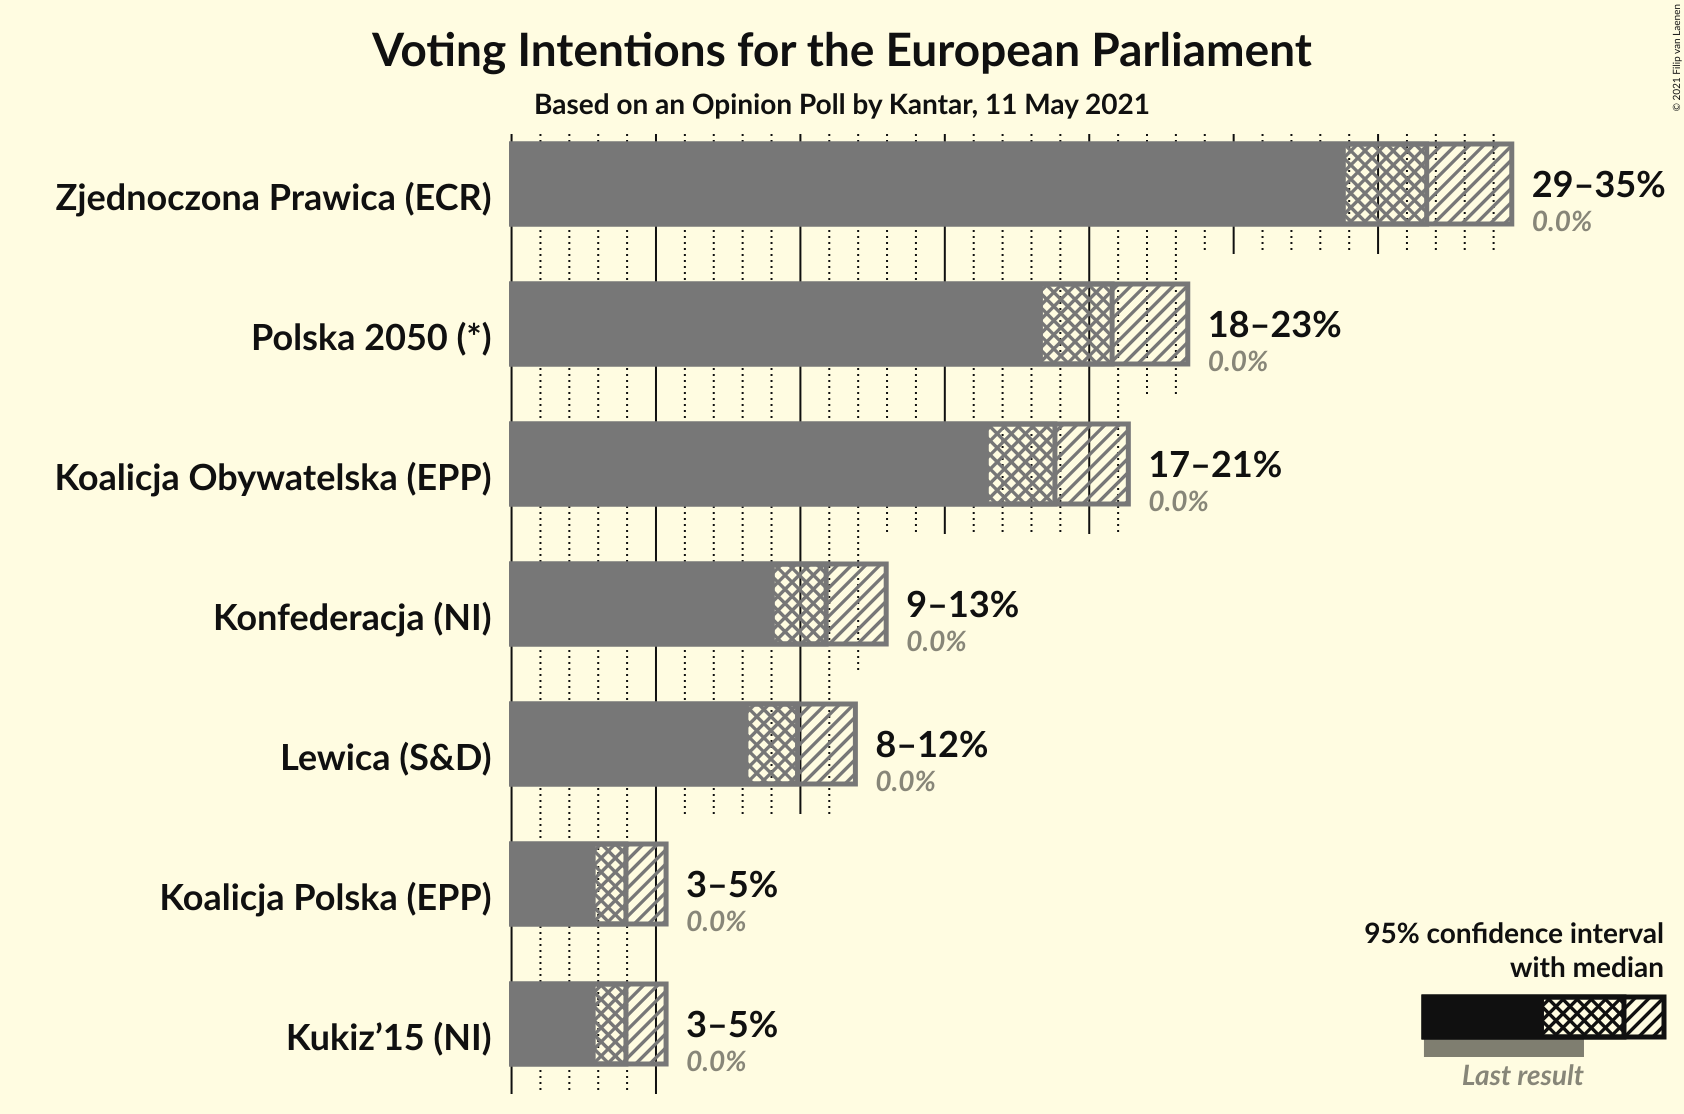 Voting Intentions for the European Parliament
Based on an Opinion Poll by Kantar, 11 May 2021
© 2021 Filip van Laenen
Zjednoczona Prawica (ECR)
29–35%
0.0%
Polska 2050 (*)
18–23%
0.0%
Koalicja Obywatelska (EPP)
17–21%
0.0%
Konfederacja (NI)
9–13%
0.0%
Lewica (S&D)
8–12%
0.0%
Koalicja Polska (EPP)
3–5%
0.0%
Kukiz’15 (NI)
3–5%
0.0%
95% confidence interval
with median
Last result